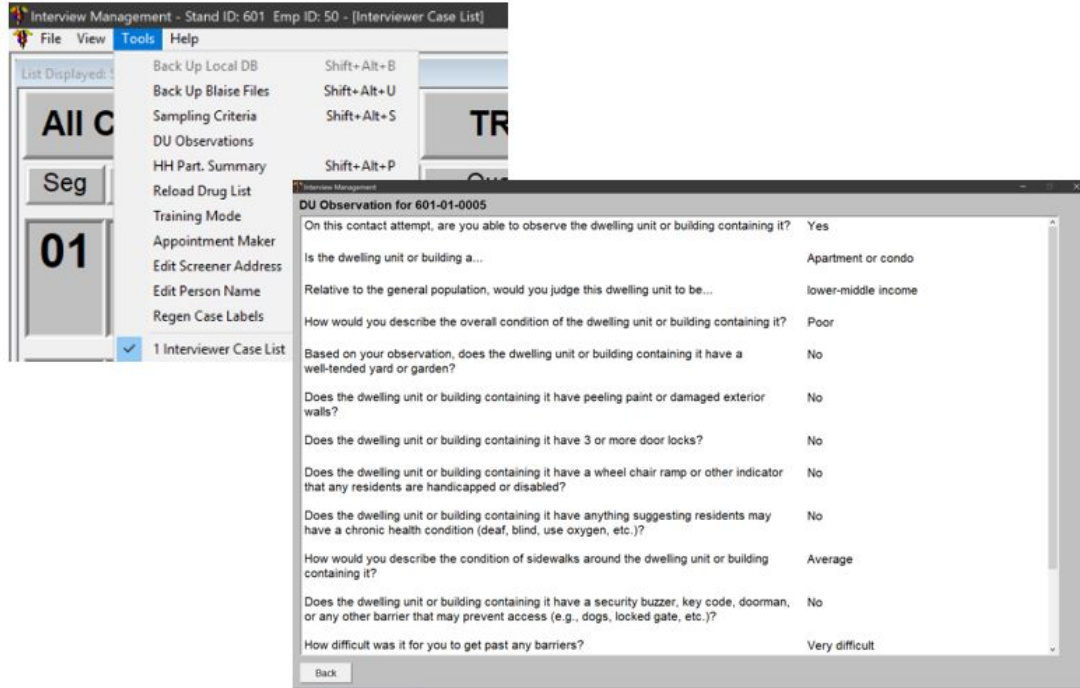 Interview Management - Stand ID: 601 Emp ID: 50 - [Interviewer Case List]
File View Tools Help
List Displayed:
Back Up Local DB Shift+Alt+B
Back Up Blaise Files Shift+Alt+U
Sampling Criteria Shift+Alt+S
DU Observations
HH Part. Summary Shift+Alt+P
Reload Drug List
Training Mode
Appointment Maker
Edit Screener Address
Edit Person Name
Regen Case Labels
1 Interviewer Case List
All C
TR
Seg
01
Interview Management
DU Observation for 601-01-0005
On this contact attempt, are you able to observe the dwelling unit or building containing it? Yes
Is the dwelling unit or building a... Apartment or condo
Relative to the general population, would you judge this dwelling unit to be... lower-middle income
How would you describe the overall condition of the dwelling unit or building containing it? Poor
Based on your observation, does the dwelling unit or building containing it have a No
well-tended yard or garden?
Does the dwelling unit or building containing it have peeling paint or damaged exterior No
walls?
Does the dwelling unit or building containing it have 3 or more door locks? No
Does the dwelling unit or building containing it have a wheel chair ramp or other indicator No
that any residents are handicapped or disabled?
Does the dwelling unit or building containing it have anything suggesting residents may No
have a chronic health condition (deaf, blind, use oxygen, etc.)?
How would you describe the condition of sidewalks around the dwelling unit or building Average
containing it?
Does the dwelling unit or building containing it have a security buzzer, key code, doorman, No
or any other barrier that may prevent access (e.g., dogs, locked gate, etc.)?
How difficult was it for you to get past any barriers? Very difficult
Back